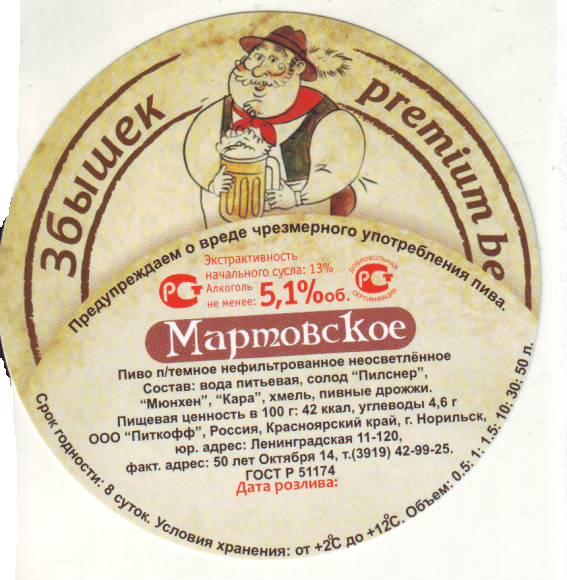 Збышек
premium be
Предупреждаем о вреде чрезмерного употребления пива.
Экстрактивность
начального сусла: 13%
Алкоголь
не менее: 5,1%об.
РСТ
ДОБРОВОЛЬНАЯ
РСТ
СЕРТИФИКАЦИЯ
Мартовское
Пиво п/темное нефильтрованное неосветлённое
Состав: вода питьевая, солод "Пилснер",
"Мюнхен", "Кара", хмель, пивные дрожжи.
Пищевая ценность в 100 г: 42 ккал, углеводы 4,6 г
ООО "Питкофф", Россия, Красноярский край, г. Норильск,
юр. адрес: Ленинградская 11-120,
факт. адрес: 50 лет Октября 14, т.(3919) 42-99-25.
ГОСТ Р 51174
Дата розлива:
Срок годности: 8 суток. Условия хранения: от +2°С до +12°С. Объем: 0.5: 1: 1.5: 10: 30: 50 л.